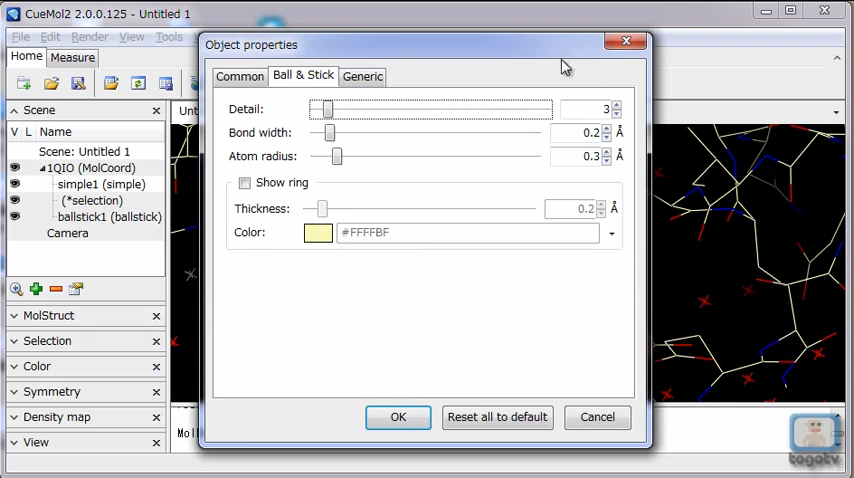 CueMol2 2.0.0.125 - Untitled 1
File Edit Render View Tools
Home Measure
Scene
V L Name
Scene: Untitled 1
1QIO (MolCoord)
simple1 (simple)
(*selection)
ballstick1 (ballstick)
Camera
MolStruct
Selection
Color
Symmetry
Density map
View
Object properties
Common Ball & Stick Generic
Detail: 3
Bond width: 0.2 Å
Atom radius: 0.3 Å
Show ring
Thickness: 0.2 Å
Color: #FFFFBF
OK Reset all to default Cancel
togotv